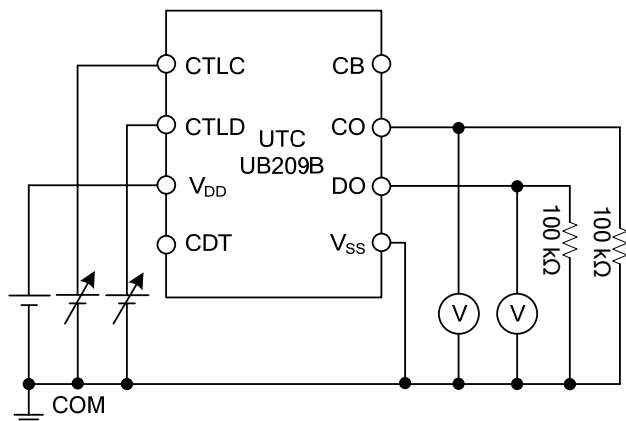 CTLC
CB
CTLD
CO
UTC
UB209B
VDD
DO
CDT
VSS
100 kΩ
100 kΩ
V
V
COM